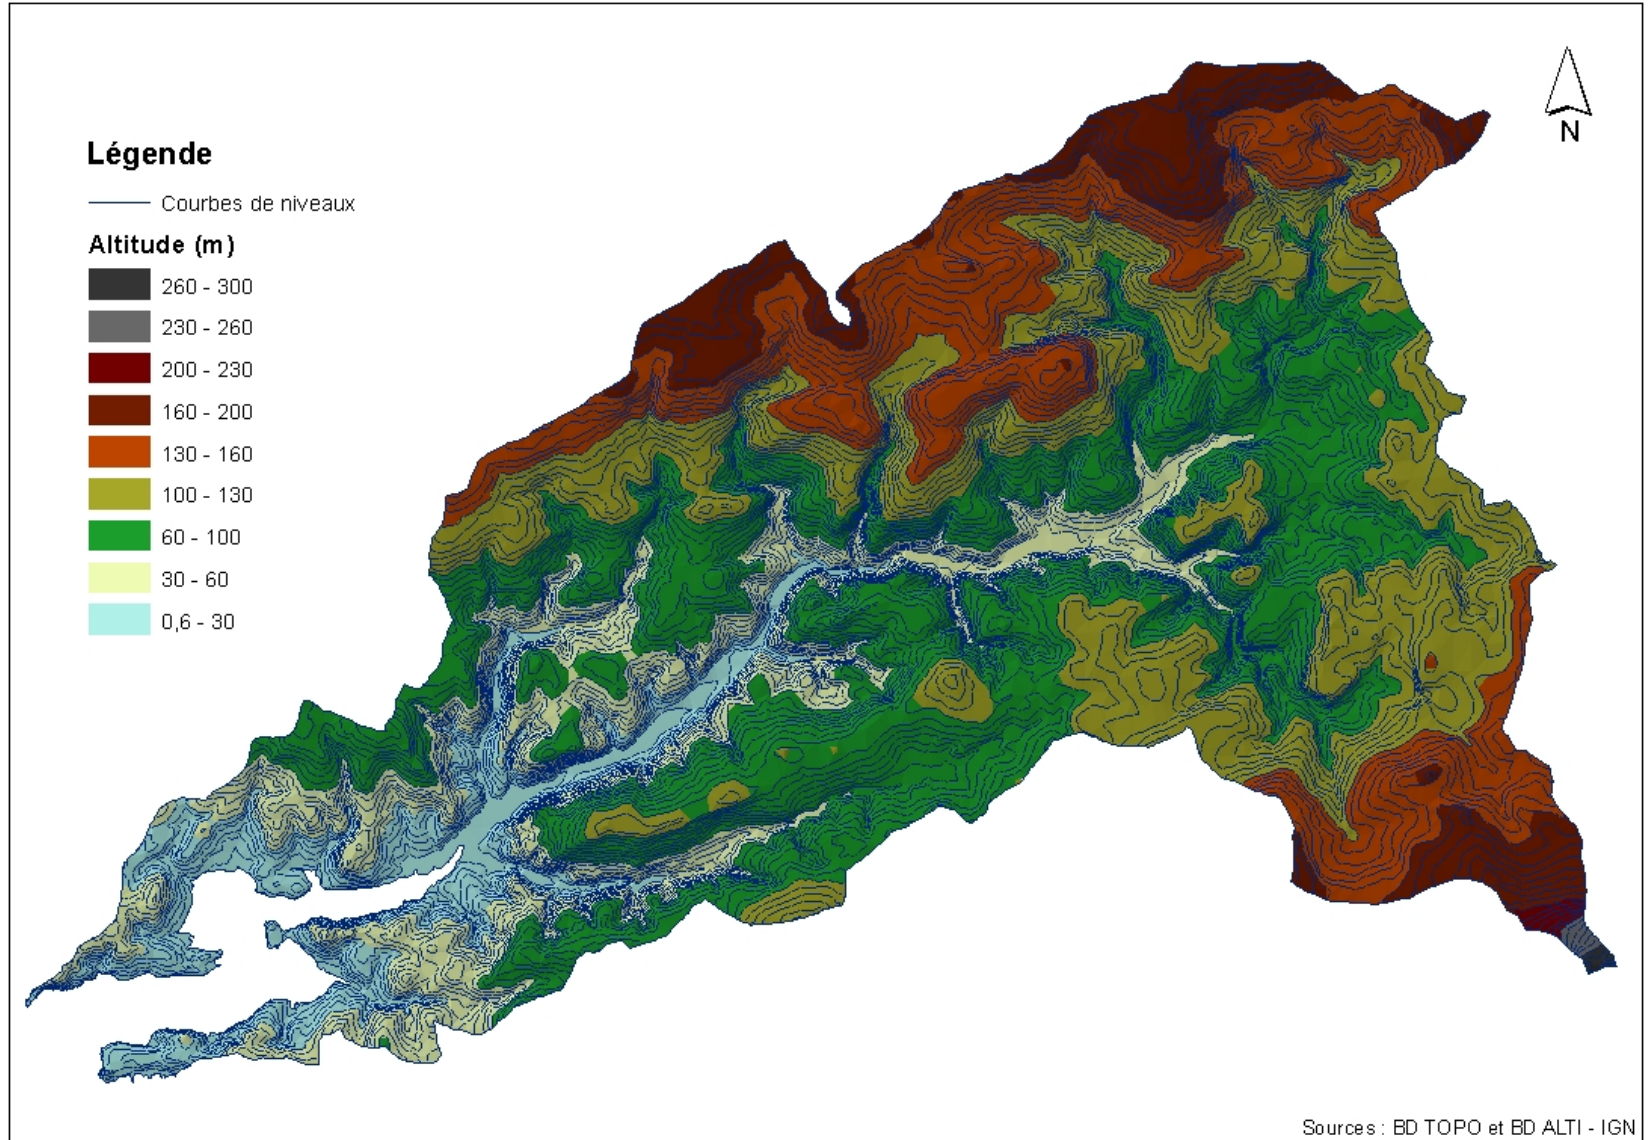 N
Légende
Courbes de niveaux
Altitude (m)
260 - 300
230 - 260
200 - 230
160 - 200
130 - 160
100 - 130
60 - 100
30 - 60
0,6 - 30
Sources : BD TOPO et BD ALTI - IGN